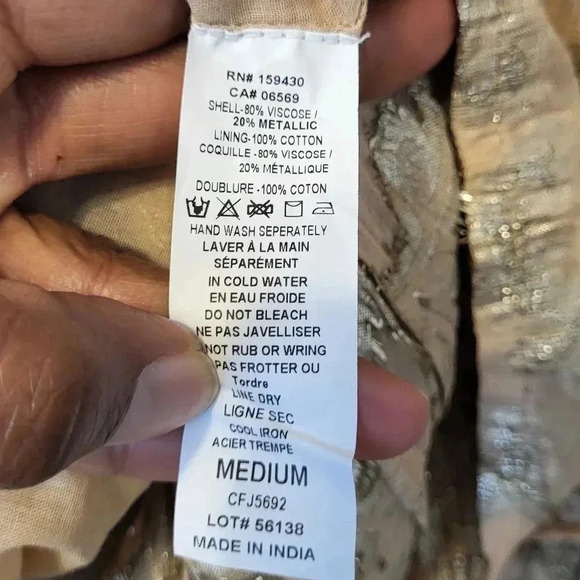 RN# 159430
CA# 06569
SHELL-80% VISCOSE /
20% METALLIC
LINING-100% COTTON
COQUILLE -80% VISCOSE /
20% MÉTALLIQUE
DOUBLURE -100% COTON
HAND WASH SEPERATELY
LAVER À LA MAIN
SÉPARÉMENT
IN COLD WATER
EN EAU FROIDE
DO NOT BLEACH
NE PAS JAVELLISER
NOT RUB OR WRING
PAS FROTTER OU
Tordre
LINE DRY
LIGNE SEC
COOL IRON
ACIER TREMPÉ
MEDIUM
CFJ5692
LOT# 56138
MADE IN INDIA